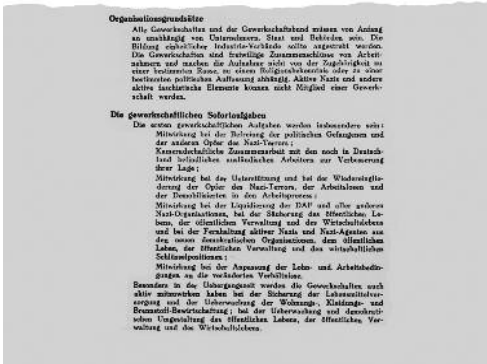 Organisationsgrundsätze
Alle Gewerkschaften und der Gewerkschaftsbund müssen von Anfang
an unabhängig von Unternehmern, Staat und Behörden sein. Die
Bildung einheitlicher Industrie-Verbände sollte angestrebt werden.
Die Gewerkschaften sind freiwillige Zusammenschlüsse von Arbeit-
nehmern und machen die Aufnahme nicht von der Zugehörigkeit zu
einer bestimmten Rasse, zu einem Religionsbekenntnis oder zu einer
bestimmten politischen Auffassung abhängig. Aktive Nazis und andere
aktive faschistische Elemente können nicht Mitglied einer Gewerk-
schaft werden.
Die gewerkschaftlichen Sofortaufgaben
Die ersten gewerkschaftlichen Aufgaben werden insbesondere sein:
Mitwirkung bei der Befreiung der politischen Gefangenen und
der anderen Opfer des Nazi-Terrors;
Kameradschaftliche Zusammenarbeit mit den noch in Deutsch-
land befindlichen ausländischen Arbeitern zur Verbesserung
ihrer Lage;
Mitwirkung bei der Unterstützung und bei der Wiedereinglie-
derung der Opfer des Nazi-Terrors, der Arbeitslosen und
der Demobilisierten in den Arbeitsprozess;
Mitwirkung bei der Liquidierung der DAF und aller anderen
Nazi-Organisationen, bei der Säuberung des öffentlichen Le-
bens, der öffentlichen Verwaltung und des Wirtschaftslebens
und bei der Fernhaltung aktiver Nazis und Nazi-Agenten aus
den neuen demokratischen Organisationen, dem öffentlichen
Leben, der öffentlichen Verwaltung und den wirtschaftlichen
Schlüsselpositionen;
Mitwirkung bei der Anpassung der Lohn- und Arbeitsbedin-
gungen an die veränderten Verhältnisse.
Besonders in der Uebergangszeit werden die Gewerkschaften auch
aktiv mitzuwirken haben bei der Sicherung der Lebensmittelver-
sorgung und der Ueberwachung der Wohnungs-, Kleidungs- und
Brennstoff-Bewirtschaftung; bei der Ueberwachung und demokrati-
schen Umgestaltung des öffentlichen Lebens, der öffentlichen Ver-
waltung und des Wirtschaftslebens.